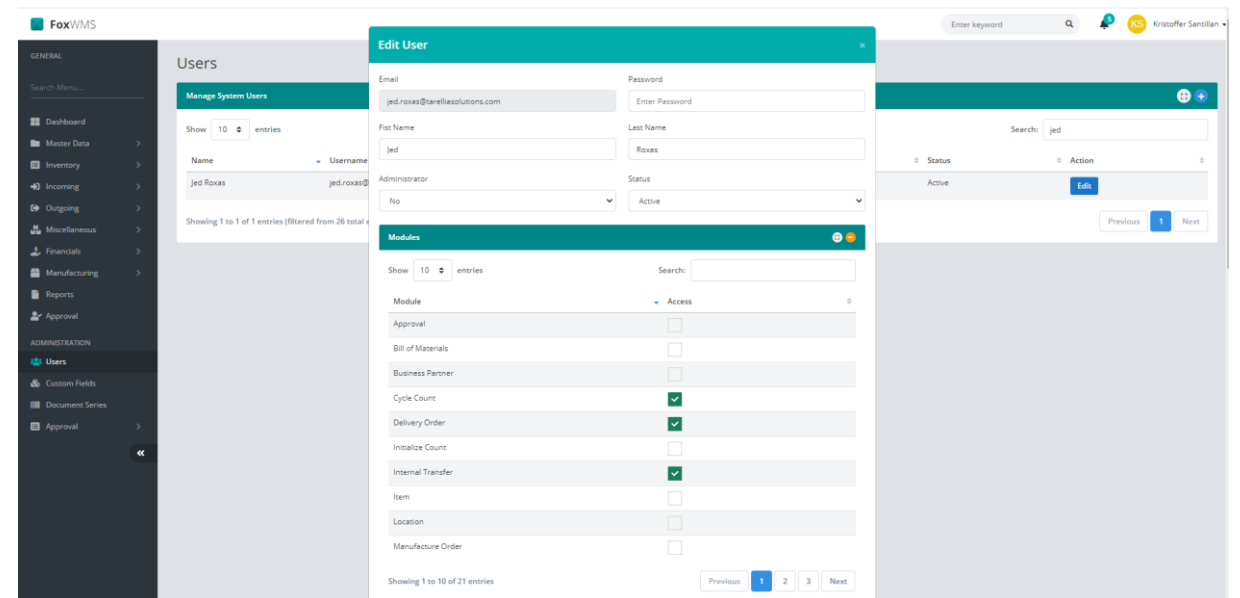 FoxWMS
Enter keyword
5
KS
Kristoffer Santillan
GENERAL
Search Menu...
Dashboard
Master Data
Inventory
Incoming
Outgoing
Miscellaneous
Financials
Manufacturing
Reports
Approval
ADMINISTRATION
Users
Custom Fields
Document Series
Approval
Users
Manage System Users
Show 10 entries
Search: jed
Name Username Status Action
Jed Roxas jed.roxas@ Active Edit
Showing 1 to 1 of 1 entries (filtered from 26 total e
Previous 1 Next
Edit User ×
Email Password
jed.roxas@tarelliasolutions.com Enter Password
Fist Name Last Name
Jed Roxas
Administrator Status
No Active
Modules
Show 10 entries Search:
Module Access
Approval
Bill of Materials
Business Partner
Cycle Count
Delivery Order
Initialize Count
Internal Transfer
Item
Location
Manufacture Order
Showing 1 to 10 of 21 entries Previous 1 2 3 Next